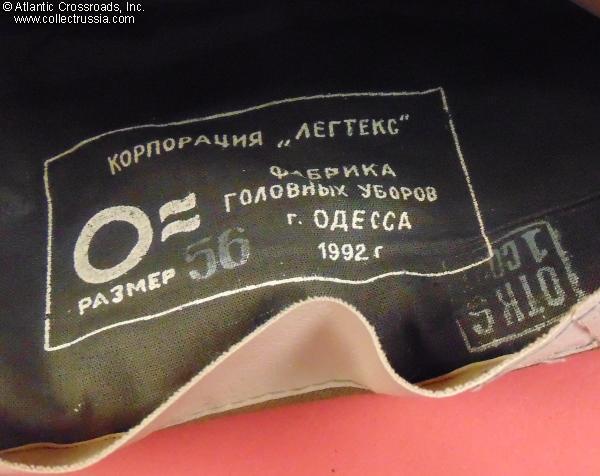 © Atlantic Crossroads, Inc.
www.collectrussia.com
КОРПОРАЦИЯ „ЛЕГТЕКС"
ФАБРИКА
ГОЛОВНЫХ УБОРОВ
г. ОДЕССА
1992 г
РАЗМЕР 56